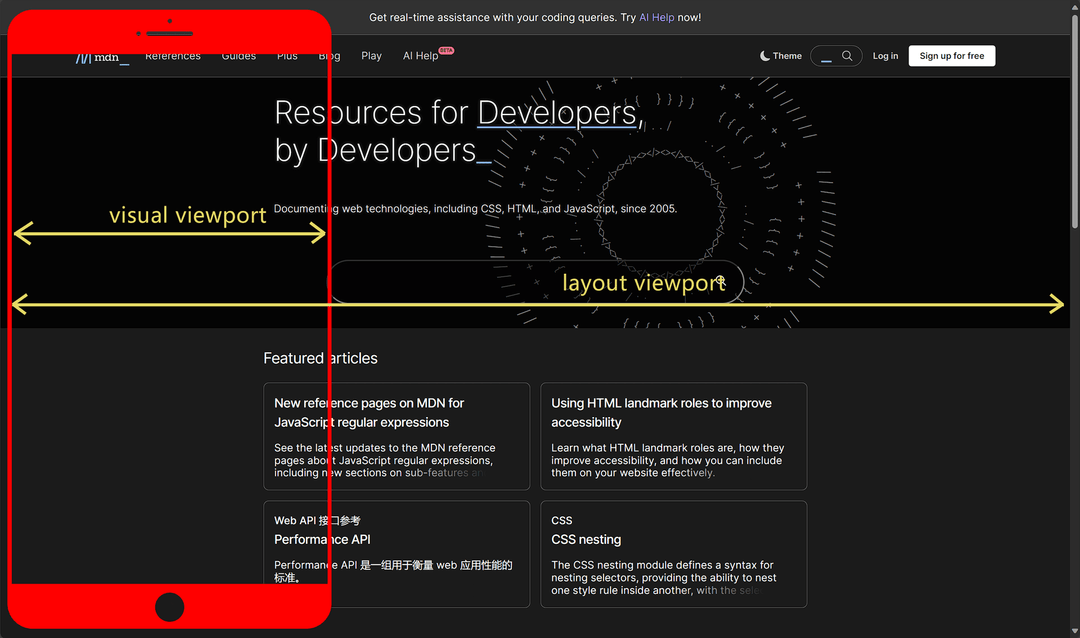 Get real-time assistance with your coding queries. Try AI Help now!
mdn_ References Guides Plus Blog Play AI Help BETA Theme Log in Sign up for free
Resources for Developers,
by Developers_
visual viewport
Documenting web technologies, including CSS, HTML, and JavaScript, since 2005.
layout viewport
Featured articles
New reference pages on MDN for
JavaScript regular expressions
See the latest updates to the MDN reference
pages about JavaScript regular expressions,
including new sections on sub-features an
Using HTML landmark roles to improve
accessibility
Learn what HTML landmark roles are, how they
improve accessibility, and how you can include
them on your website effectively.
Web API 接口参考
Performance API
Performance API 是一组用于衡量 web 应用性能的
标准。
CSS
CSS nesting
The CSS nesting module defines a syntax for
nesting selectors, providing the ability to nest
one style rule inside another, with the sele